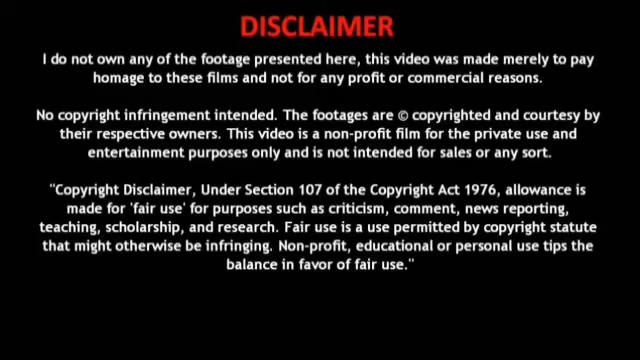 DISCLAIMER
I do not own any of the footage presented here, this video was made merely to pay
homage to these films and not for any profit or commercial reasons.
No copyright infringement intended. The footages are © copyrighted and courtesy by
their respective owners. This video is a non-profit film for the private use and
entertainment purposes only and is not intended for sales or any sort.
"Copyright Disclaimer, Under Section 107 of the Copyright Act 1976, allowance is
made for 'fair use' for purposes such as criticism, comment, news reporting,
teaching, scholarship, and research. Fair use is a use permitted by copyright statute
that might otherwise be infringing. Non-profit, educational or personal use tips the
balance in favor of fair use."